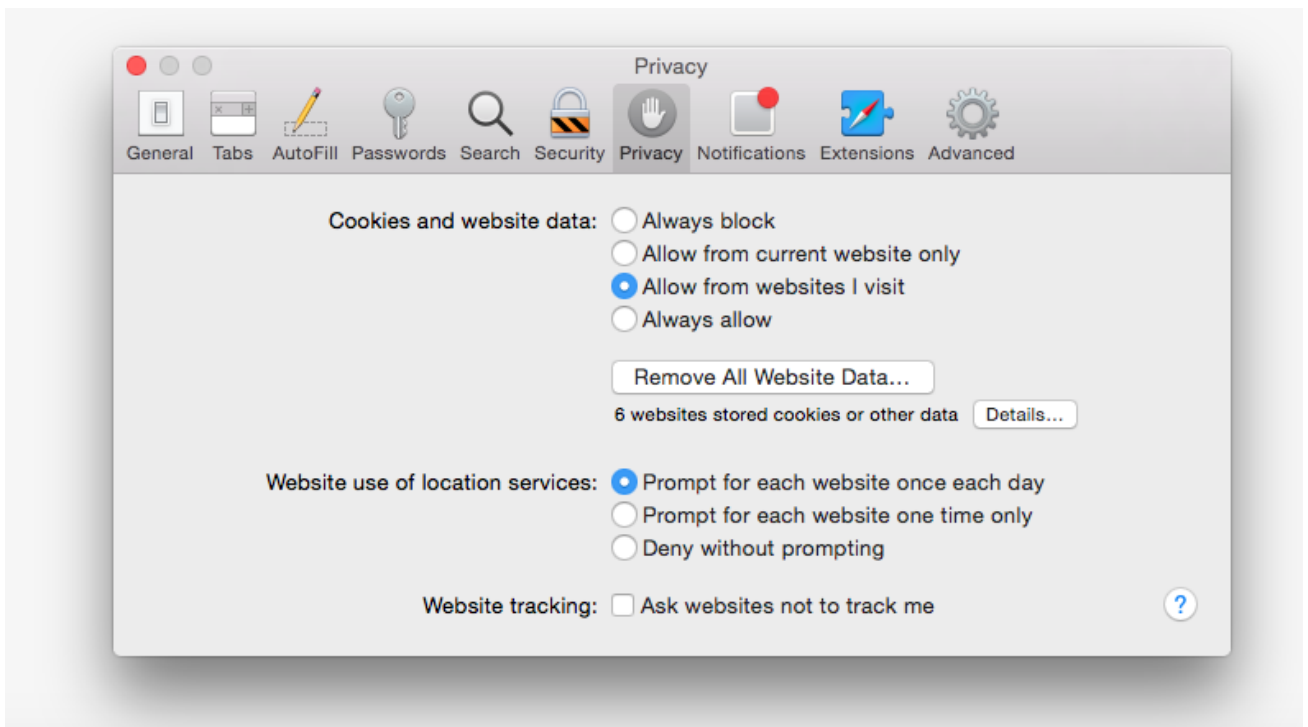 Privacy
General Tabs AutoFill Passwords Search Security Privacy Notifications Extensions Advanced
Cookies and website data: Always block
Allow from current website only
Allow from websites I visit
Always allow
Remove All Website Data...
6 websites stored cookies or other data Details...
Website use of location services: Prompt for each website once each day
Prompt for each website one time only
Deny without prompting
Website tracking: Ask websites not to track me ?